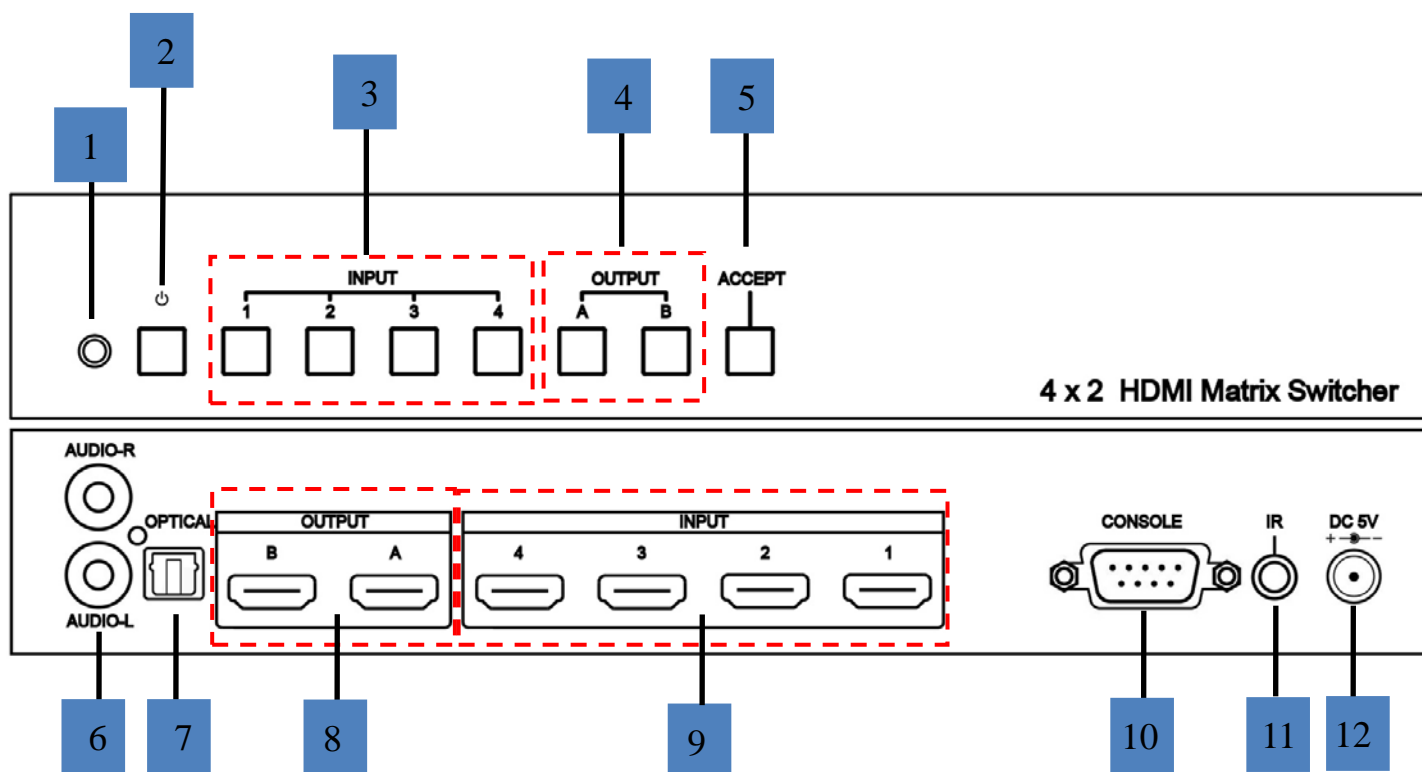 2
3
4
5
1
INPUT
OUTPUT
ACCEPT
1 2 3 4
A B
4 x 2 HDMI Matrix Switcher
AUDIO-R
OPTICAL
OUTPUT
INPUT
CONSOLE
IR
DC 5V
+ -
B A
4 3 2 1
AUDIO-L
6
7
8
9
10
11
12